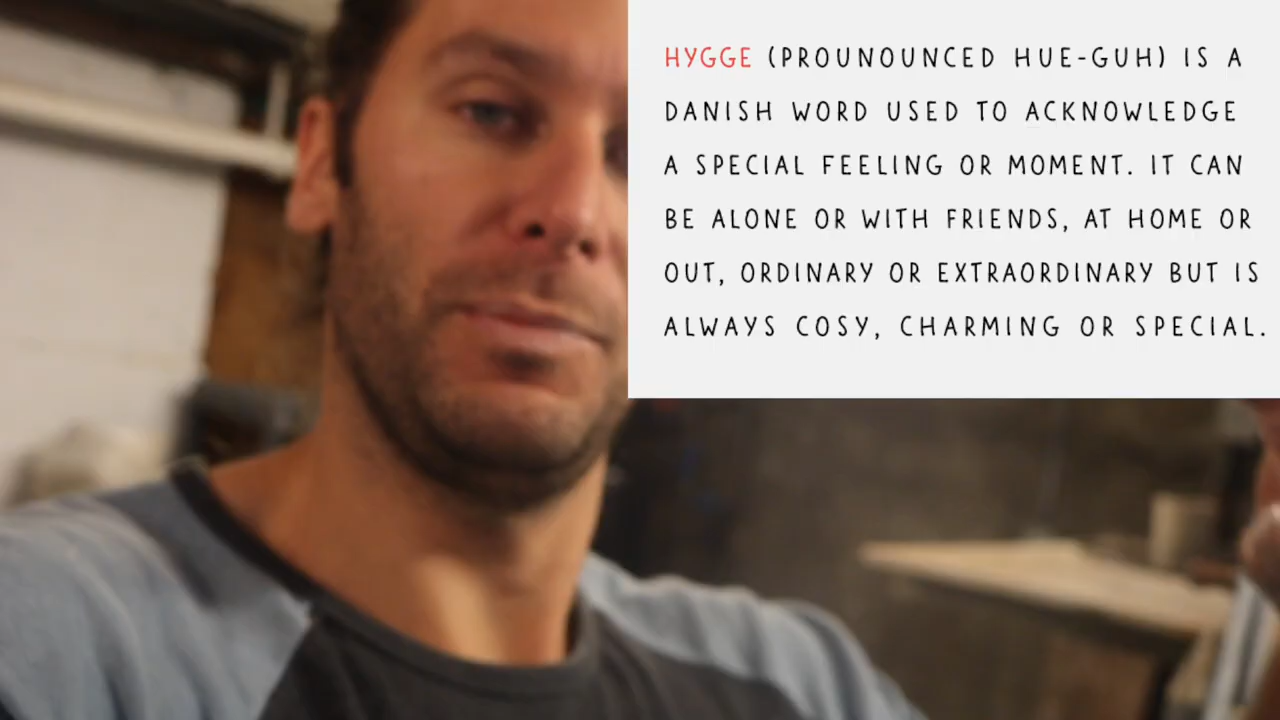 HYGGE (PROUNOUNCED HUE-GUH) IS A
DANISH WORD USED TO ACKNOWLEDGE
A SPECIAL FEELING OR MOMENT. IT CAN
BE ALONE OR WITH FRIENDS, AT HOME OR
OUT, ORDINARY OR EXTRAORDINARY BUT IS
ALWAYS COSY, CHARMING OR SPECIAL.